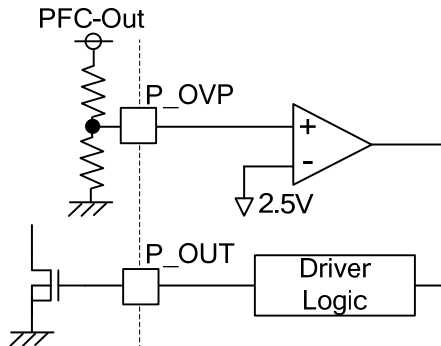 PFC-Out
P_OVP
+
-
2.5V
P_OUT
Driver
Logic